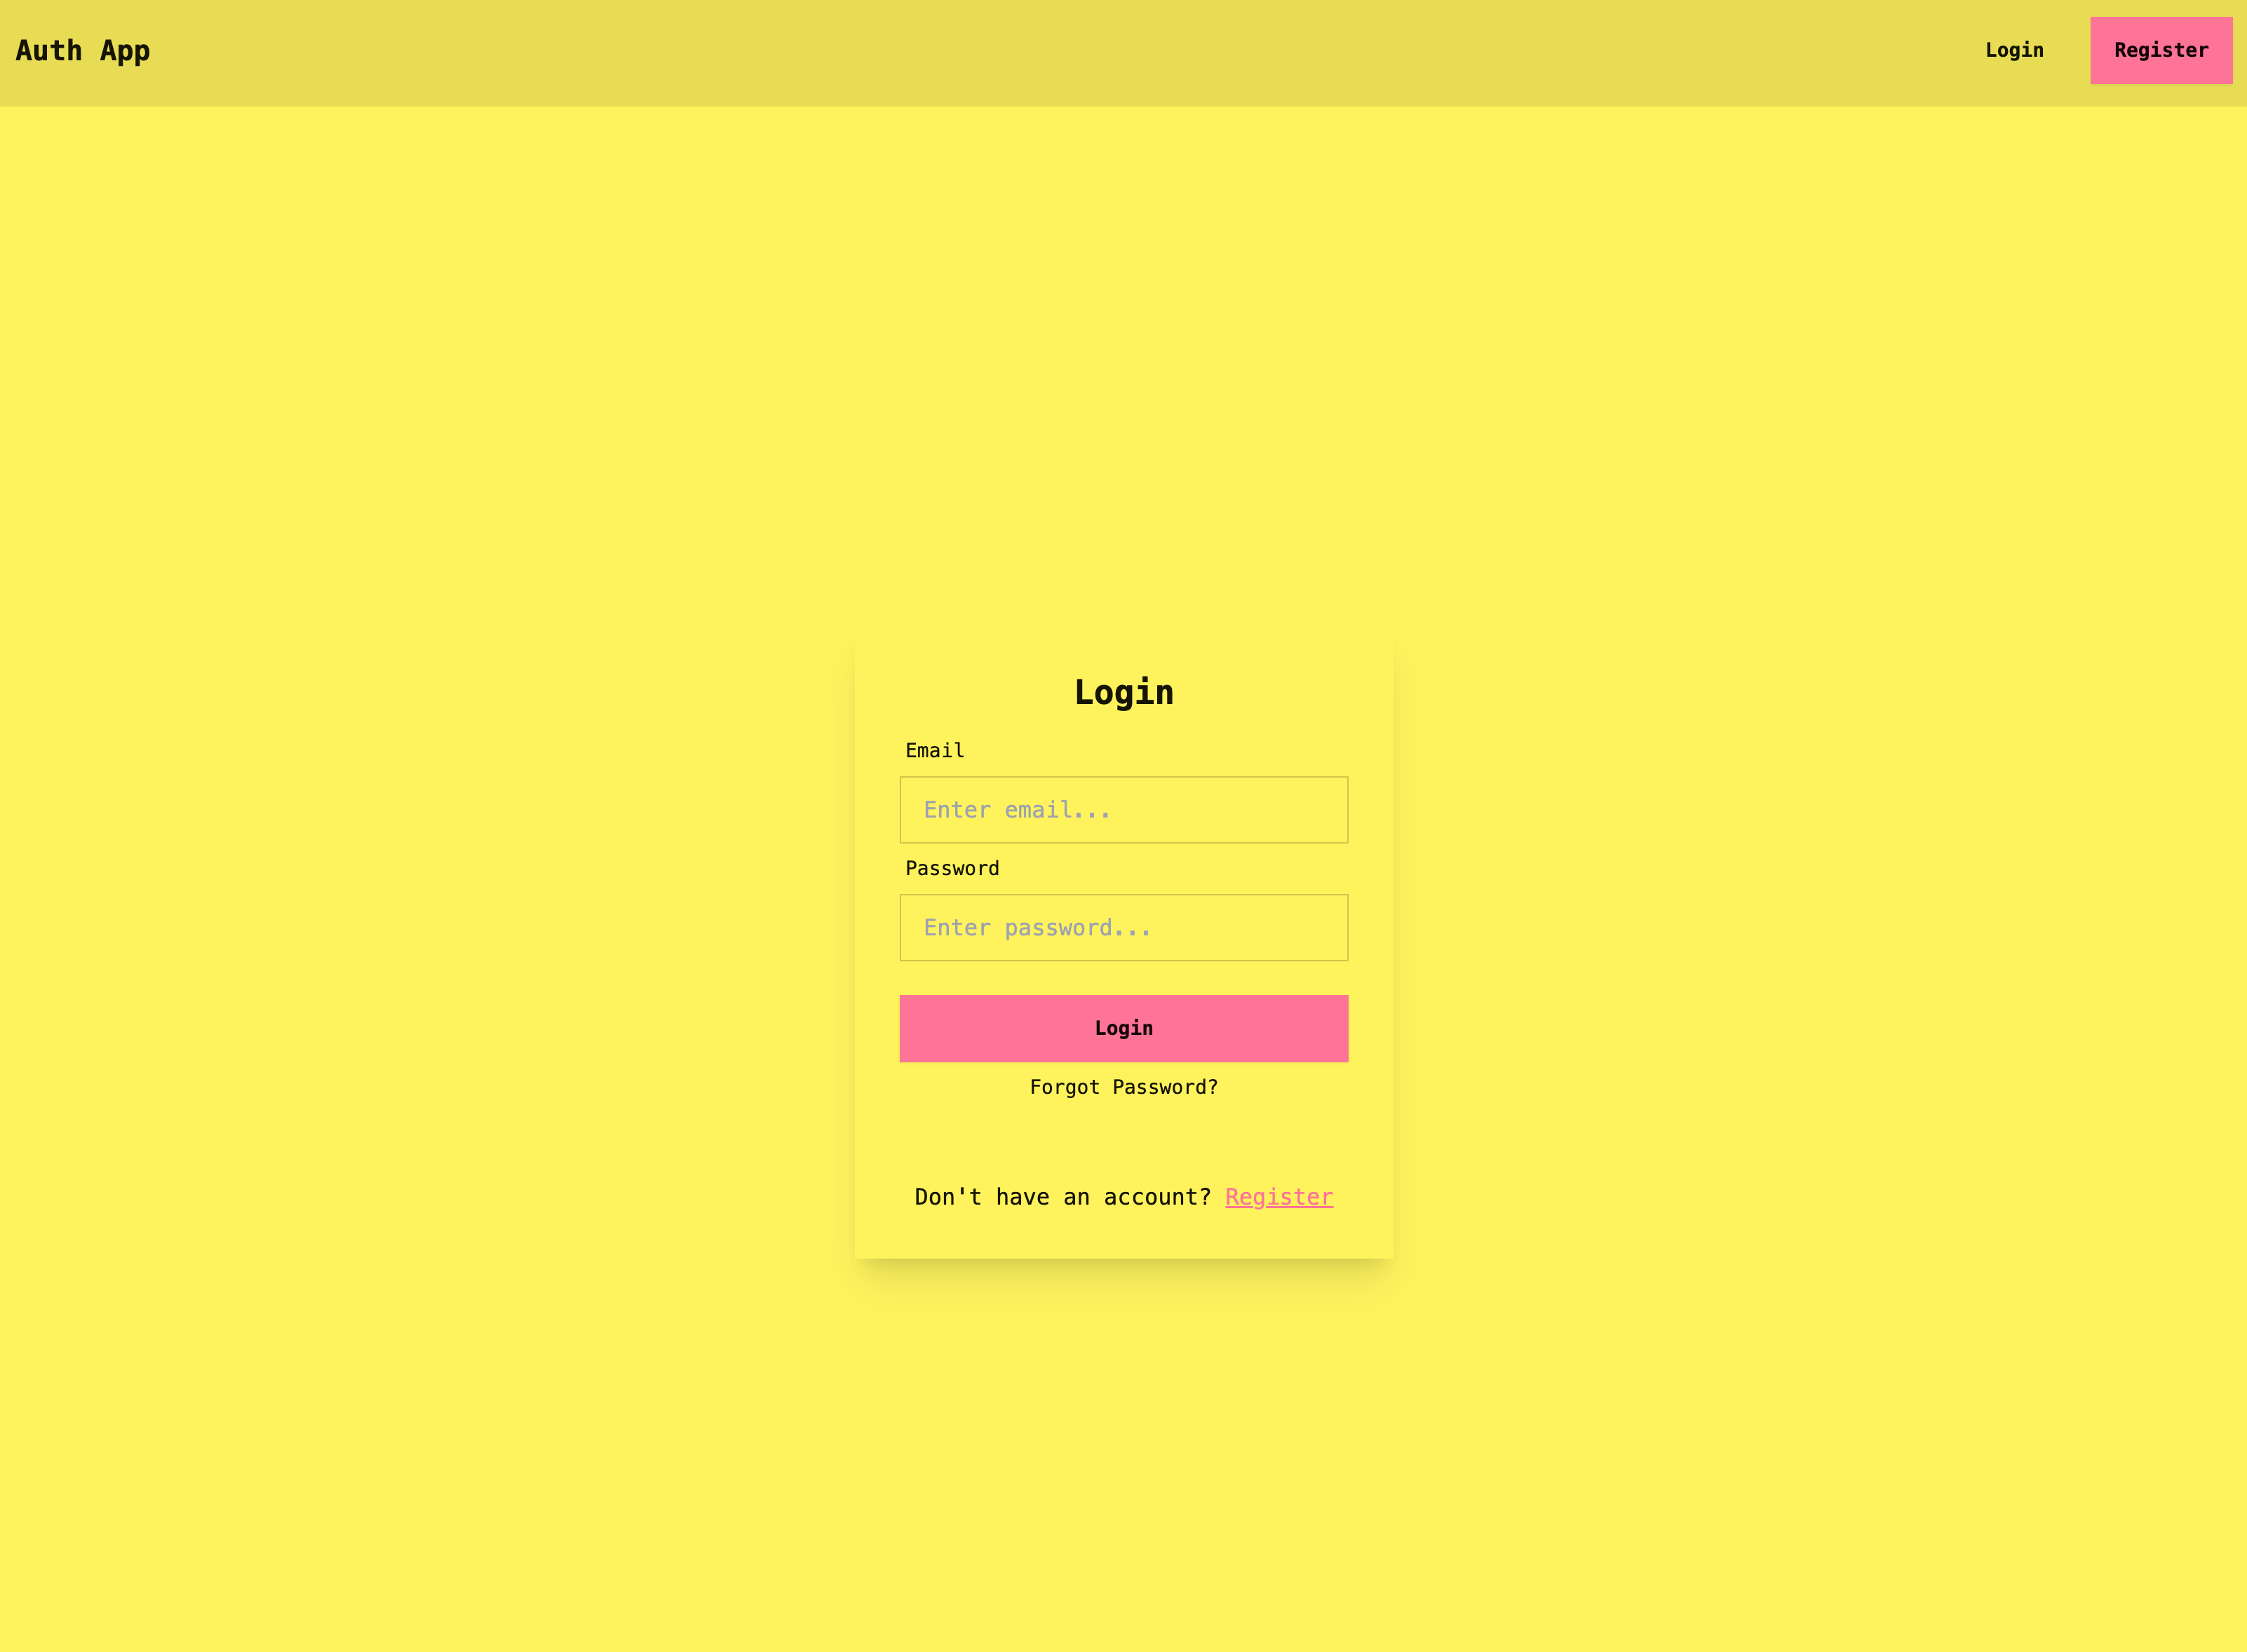 Auth App
Login
Register
Login
Email
Enter email...
Password
Enter password...
Login
Forgot Password?
Don't have an account? Register